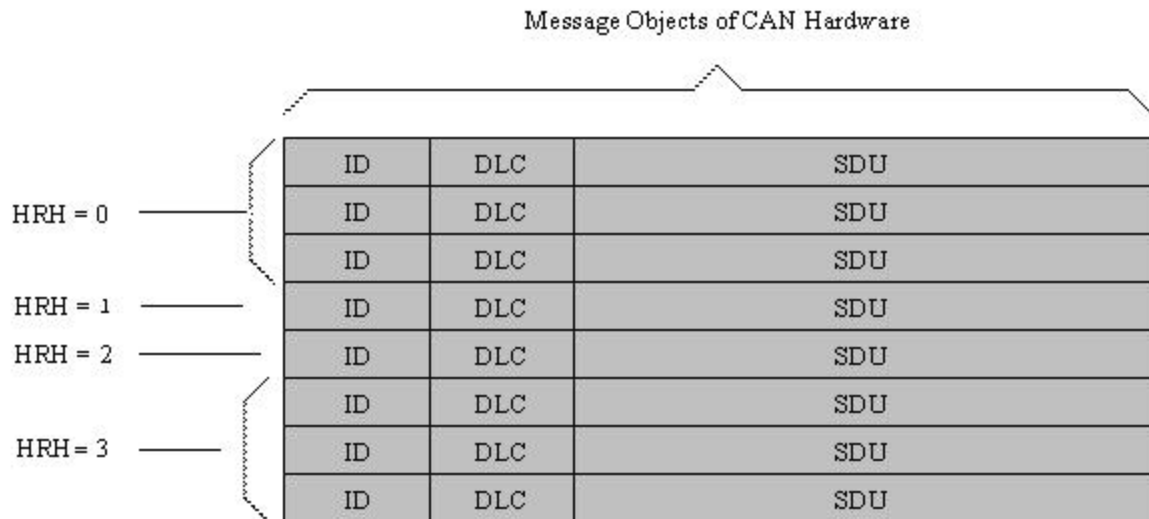 Message Objects of CAN Hardware
ID DLC SDU
HRH = 0 ID DLC SDU
ID DLC SDU
HRH = 1 ID DLC SDU
HRH = 2 ID DLC SDU
ID DLC SDU
HRH = 3 ID DLC SDU
ID DLC SDU